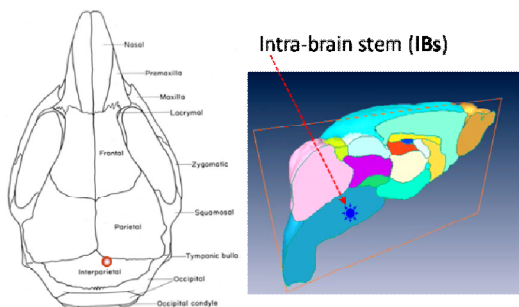 Nasal
Premaxilla
Maxilla
Lacrymal
Frontal
Zygomatic
Parietal
Squamosal
Tympanic bulla
Interparietal
Occipital
Occipital condyle
Intra-brain stem (IBs)